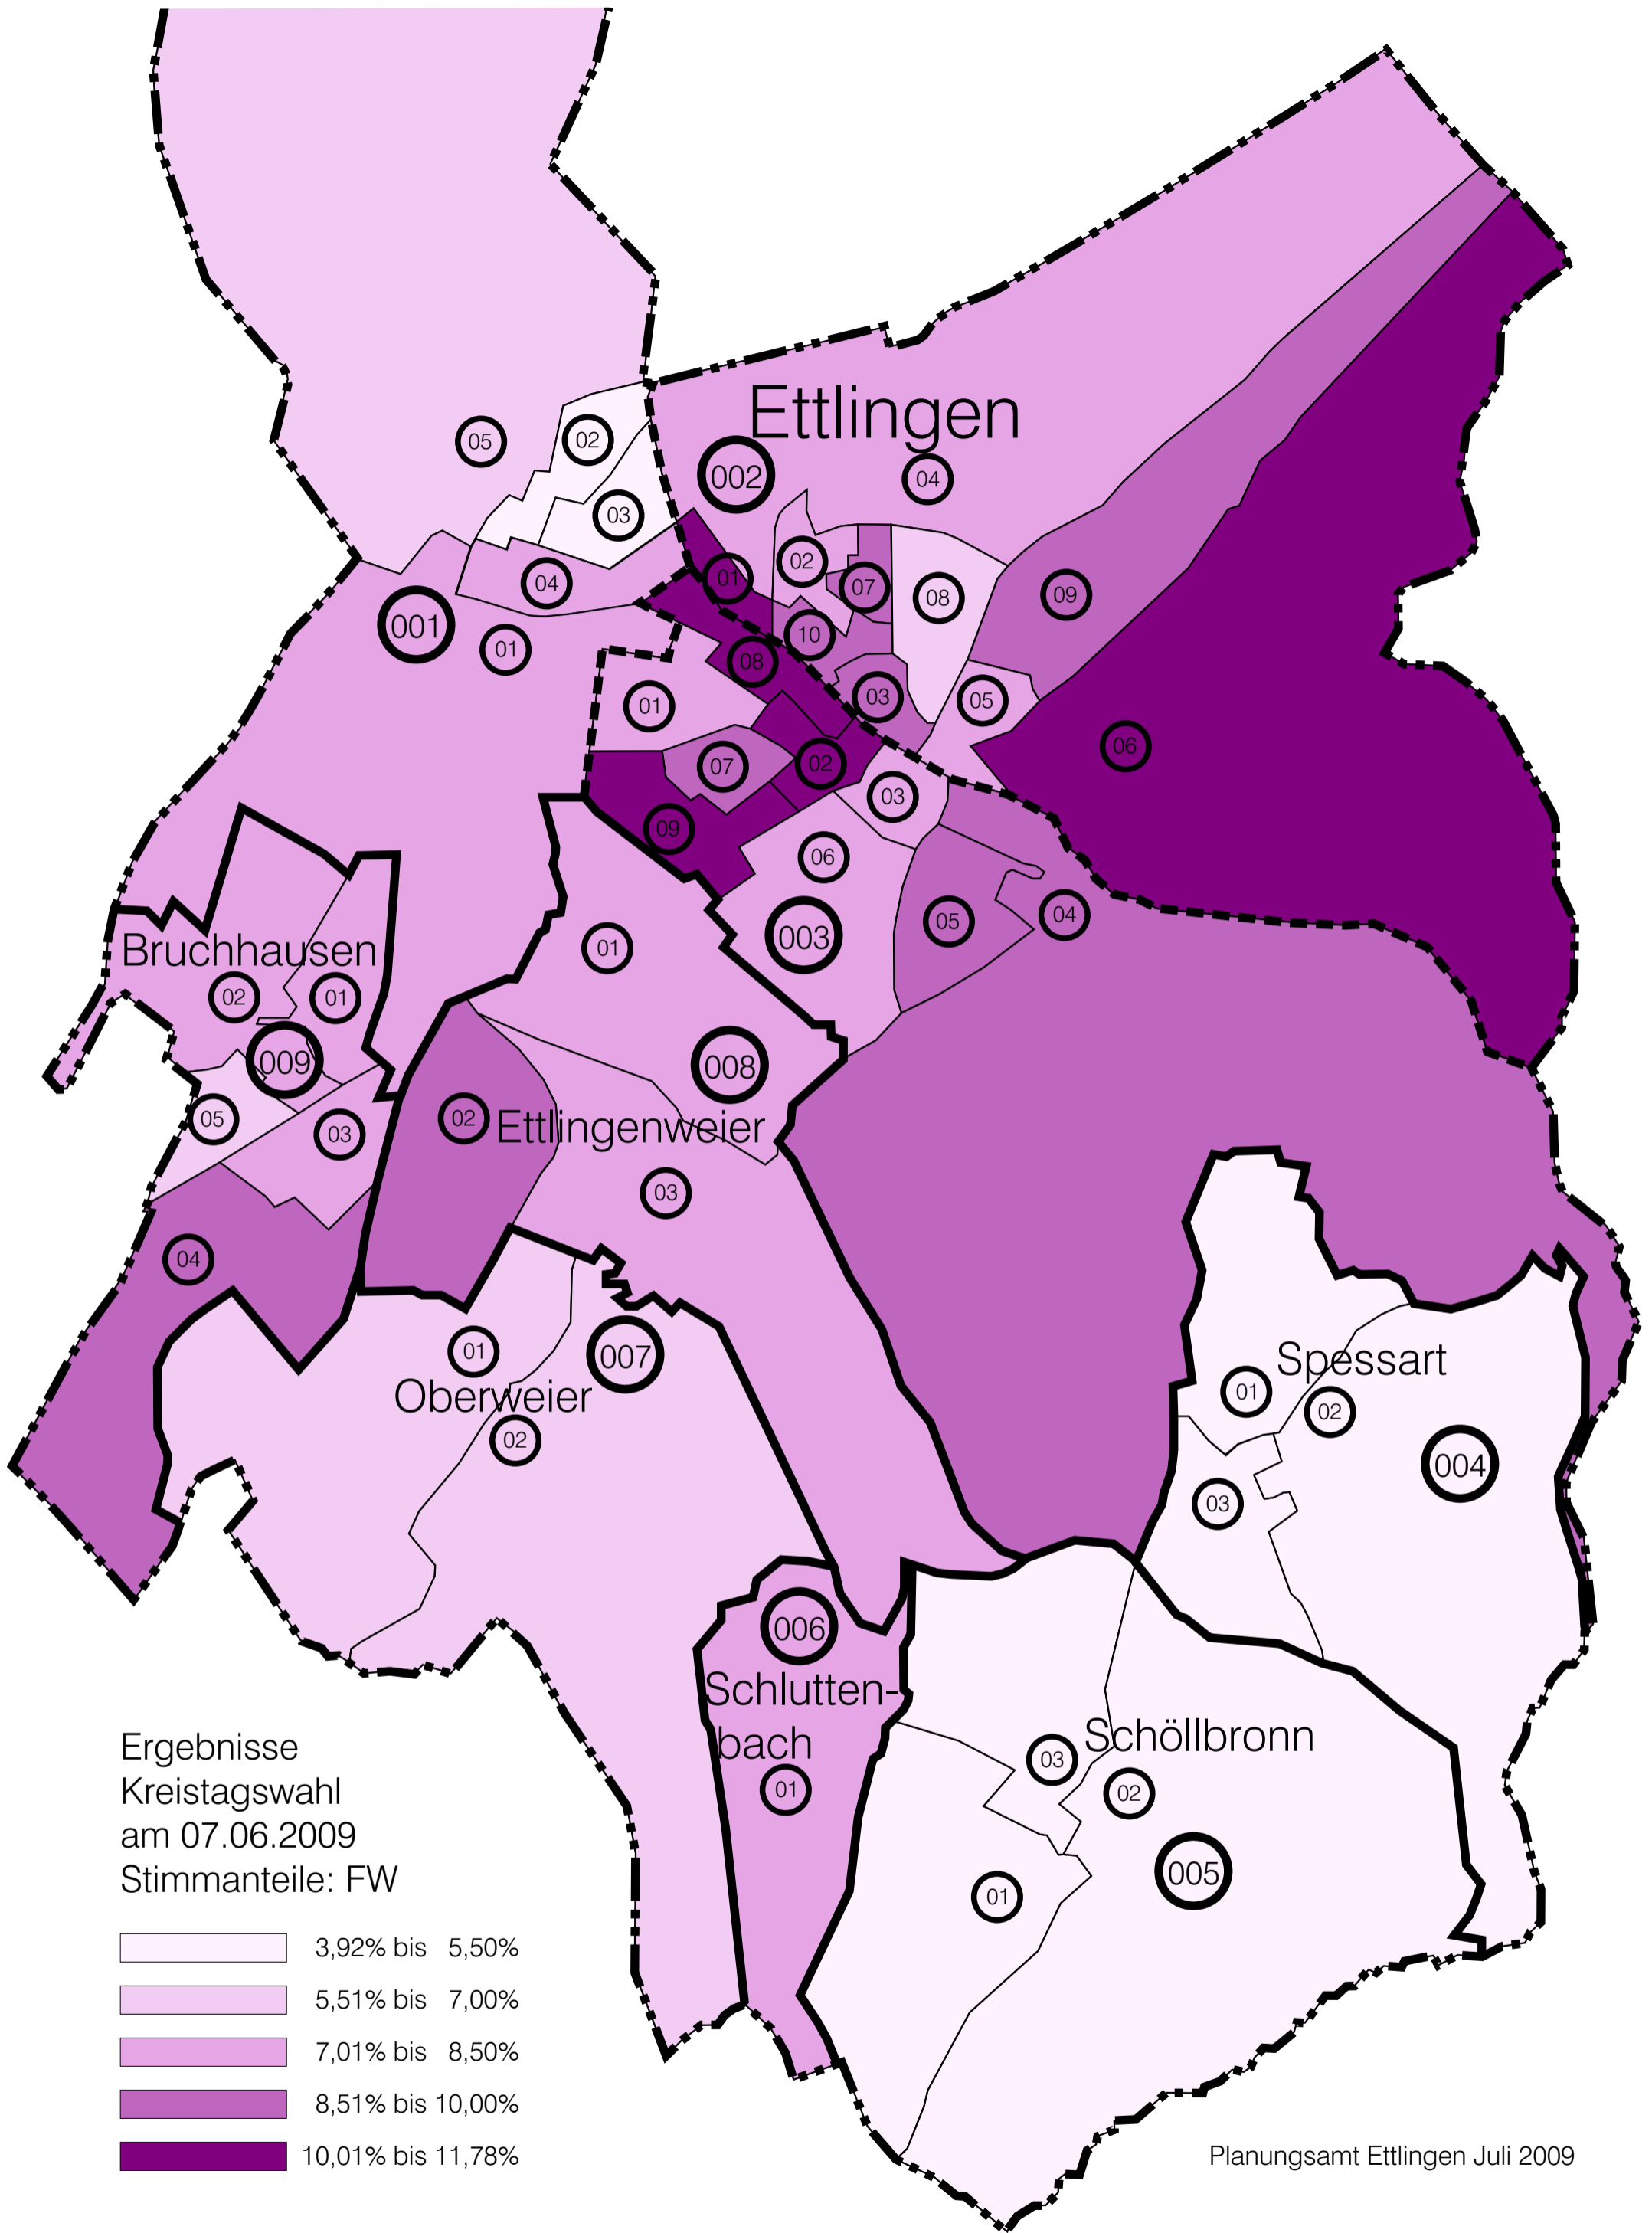 Ettlingen
05
02
002
04
03
02
01
07
04
08
09
001
10
01
08
03
05
01
06
07
02
03
09
06
05
04
003
01
Bruchhausen
02
01
009
008
05
02
Ettlingenweier
03
03
04
01
007
Spessart
01
Oberweier
02
02
004
03
006
Schlutten-
bach
Schöllbronn
03
01
02
005
01
Ergebnisse
Kreistagswahl
am 07.06.2009
Stimmanteile: FW
3,92% bis 5,50%
5,51% bis 7,00%
7,01% bis 8,50%
8,51% bis 10,00%
10,01% bis 11,78%
Planungsamt Ettlingen Juli 2009